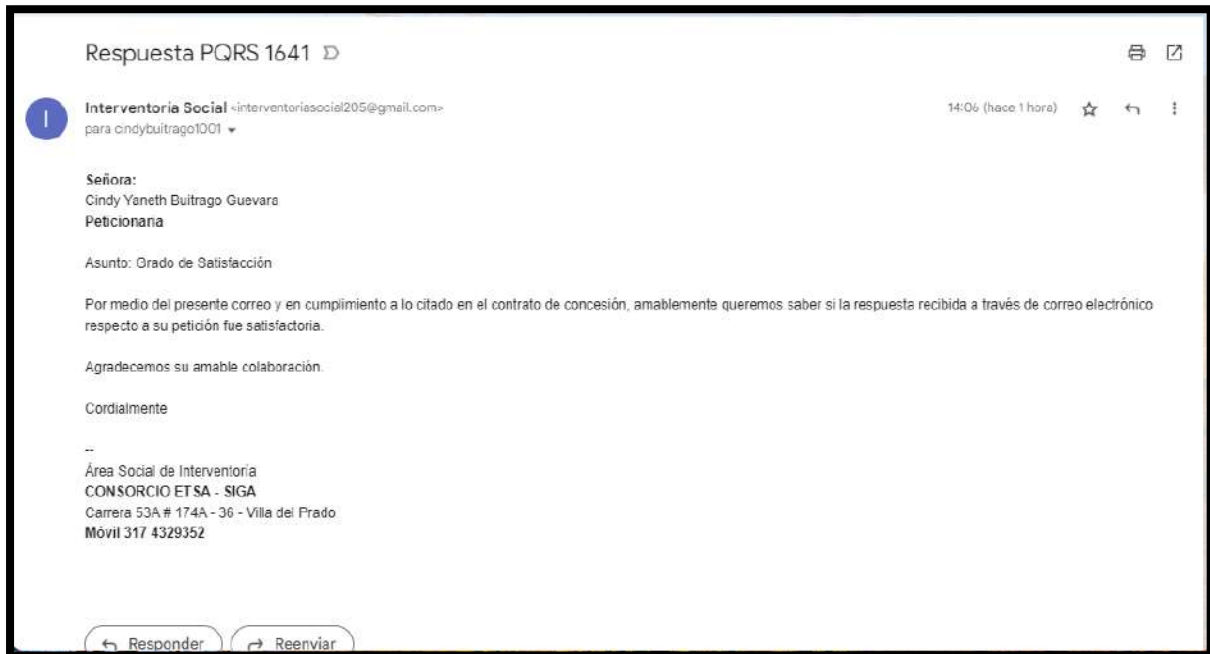 Respuesta PQRS 1641
Interventoria Social <interventoriasocial205@gmail.com>
14:06 (hace 1 hora)
I
para cindybuitrago1001
Señora:
Cindy Yaneth Buitrago Guevara
Peticionaria
Asunto: Grado de Satisfacción
Por medio del presente correo y en cumplimiento a lo citado en el contrato de concesión, amablemente queremos saber si la respuesta recibida a través de correo electrónico
respecto a su petición fue satisfactoria.
Agradecemos su amable colaboración.
Cordialmente
--
Área Social de Interventoría
CONSORCIO ETSA - SIGA
Carrera 53A # 174A - 36 - Villa del Prado
Móvil 317 4329352
Responder
Reenviar